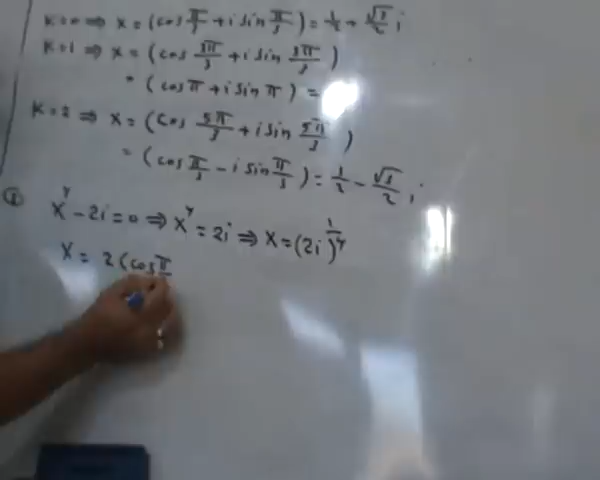 K=0 ⇒ x = (cos π/3 + i sin π/3) = 1/2 + √3/2 i
K=1 ⇒ x = (cos 3π/3 + i sin 3π/3)
= (cos π + i sin π) =
K=2 ⇒ x = (cos 5π/3 + i sin 5π/3)
= (cos π/3 - i sin π/3) = 1/2 - √3/2 i
x⁴ - 2i = 0 ⇒ x⁴ = 2i ⇒ x = (2i)^1/4
x = 2(cos π